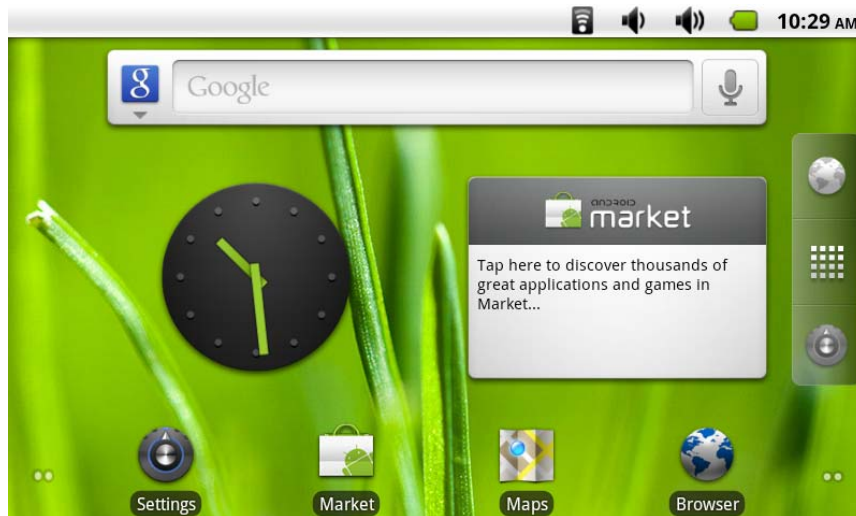 10:29 AM
Google
ANDROID
market
Tap here to discover thousands of
great applications and games in
Market...
Settings
Market
Maps
Browser